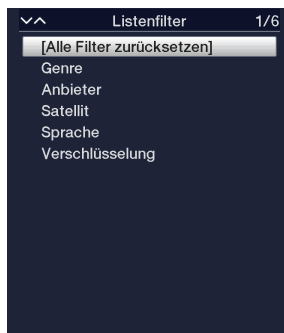 Listenfilter 1/6
[Alle Filter zurücksetzen]
Genre
Anbieter
Satellit
Sprache
Verschlüsselung